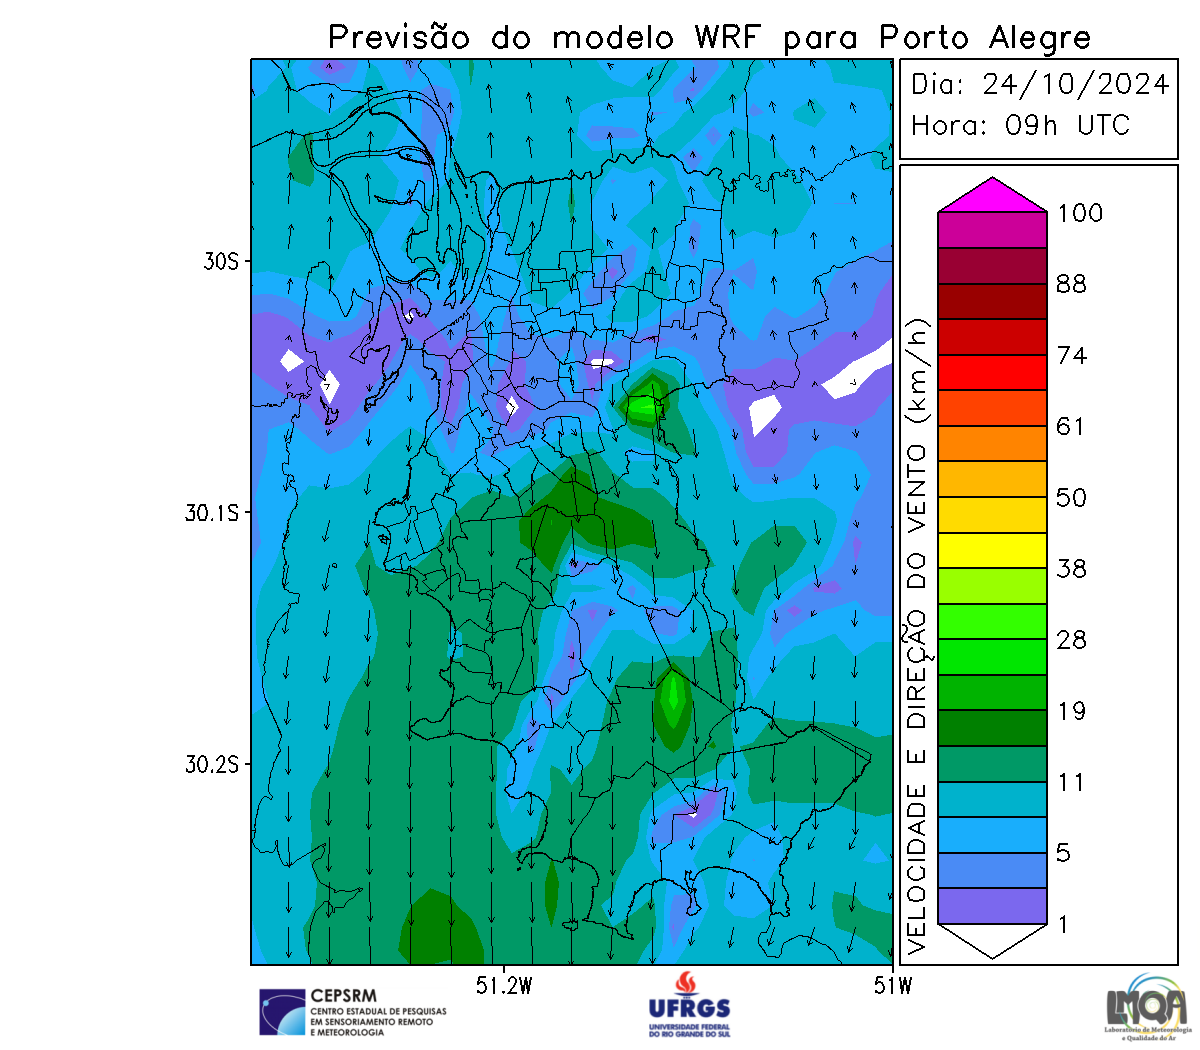 Previsão do modelo WRF para Porto Alegre
Dia: 24/10/2024
Hora: 09h UTC
30S
30.1S
30.2S
51.2W
51W
VELOCIDADE E DIREÇÃO DO VENTO (km/h)
100
88
74
61
50
38
28
19
11
5
1
CEPSRM
CENTRO ESTADUAL DE PESQUISAS
EM SENSORIAMENTO REMOTO
E METEOROLOGIA
UFRGS
UNIVERSIDADE FEDERAL
DO RIO GRANDE DO SUL
LMQA
Laboratório de Meteorologia
e Qualidade do Ar